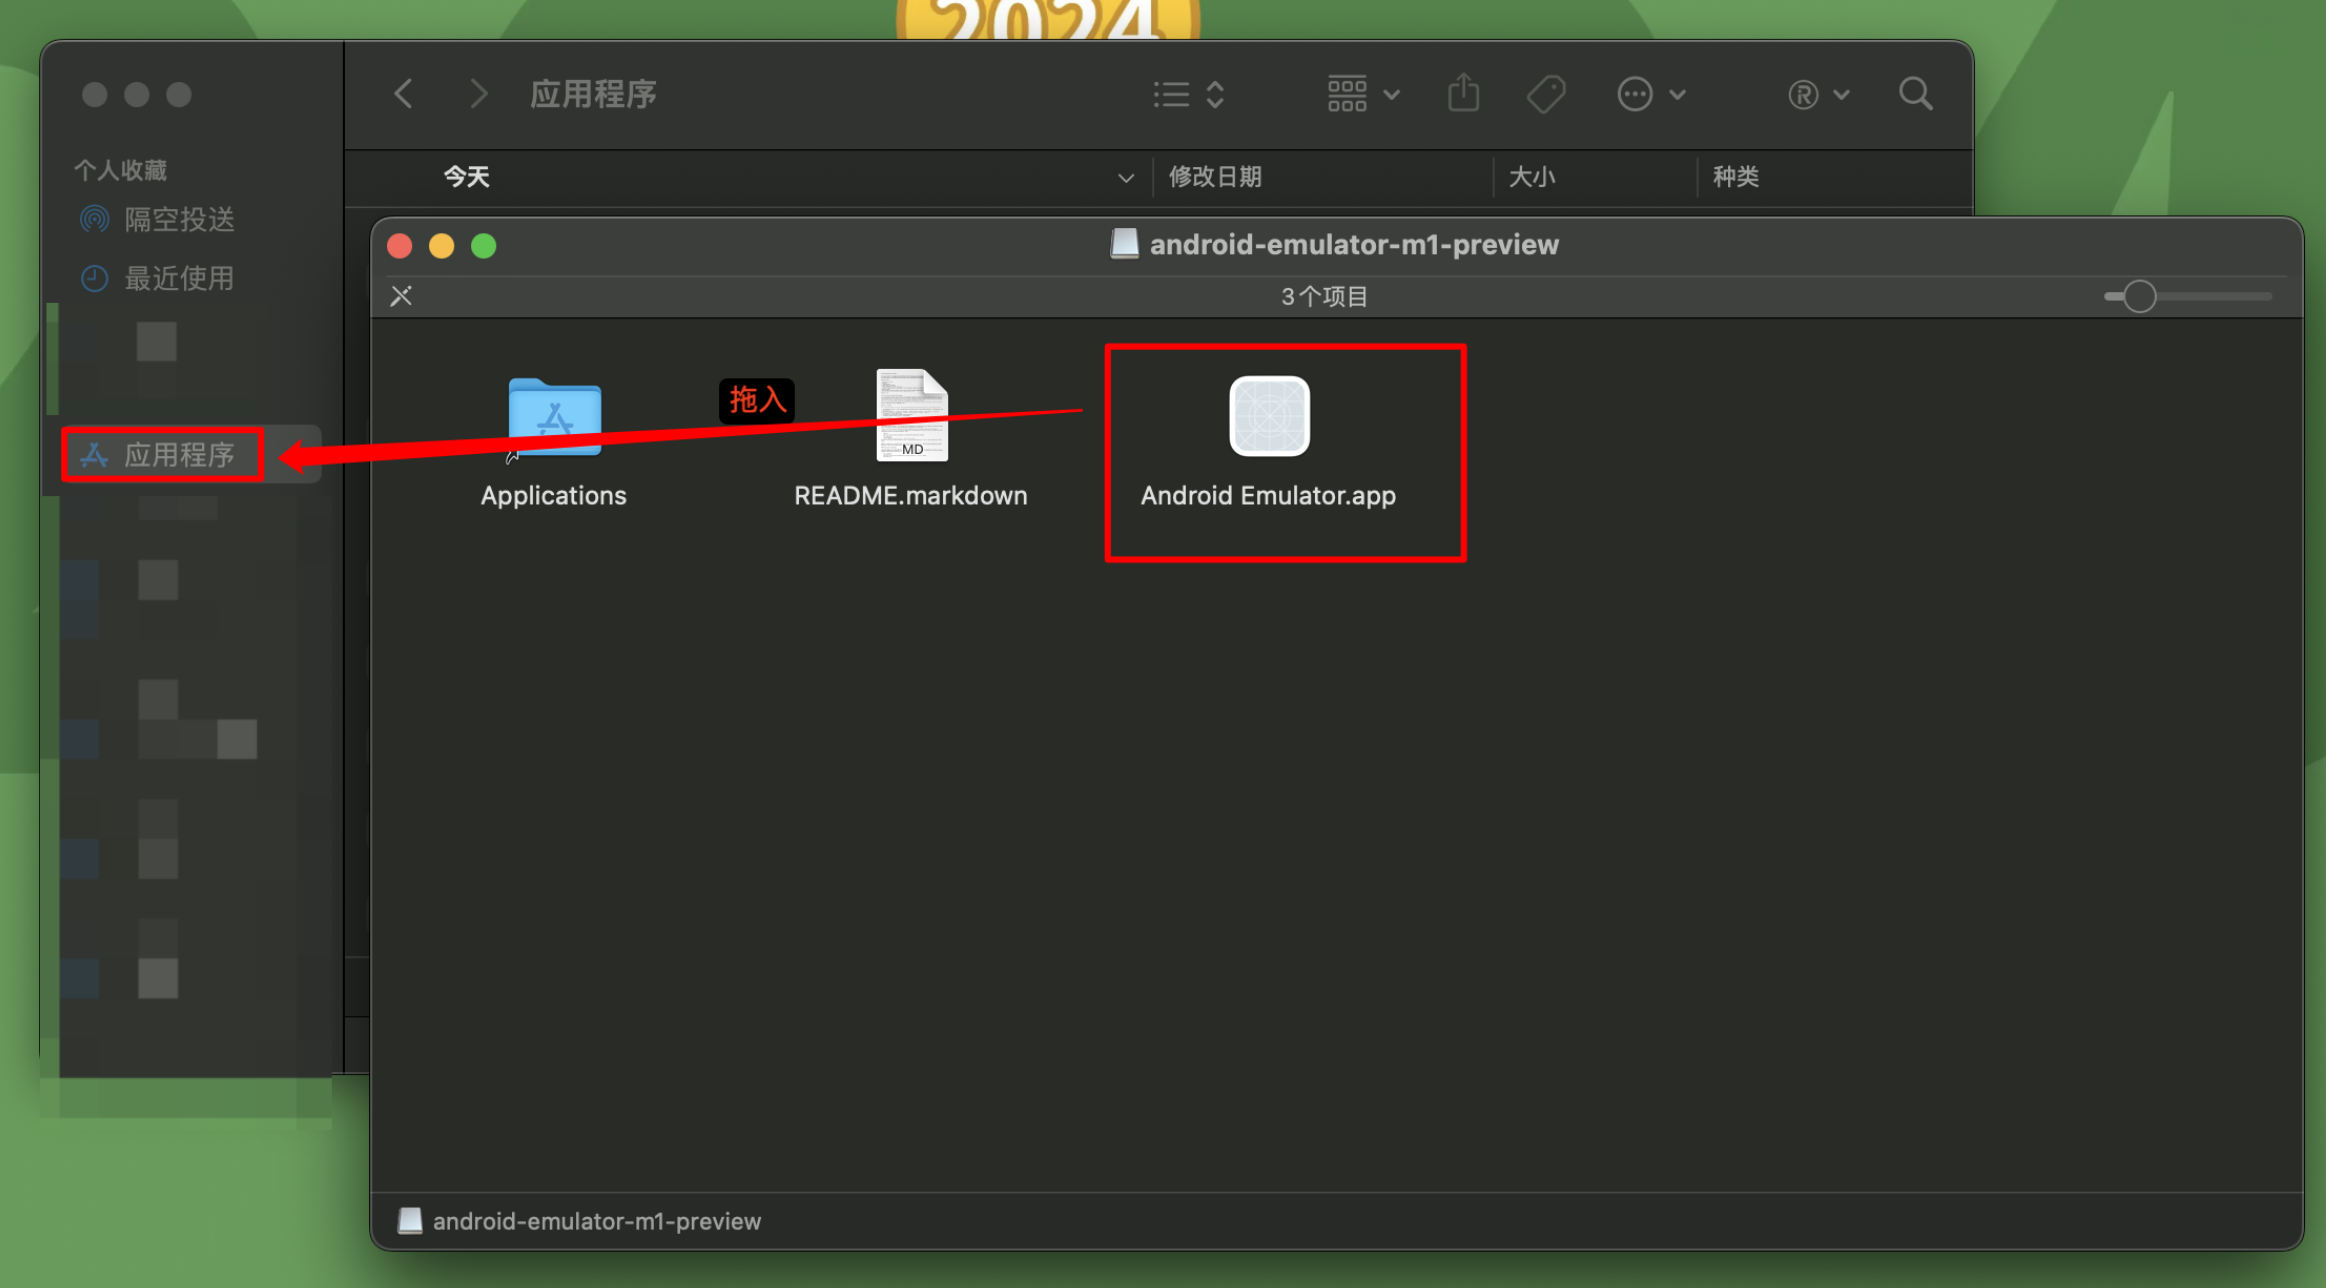 2024
应用程序
个人收藏
今天
修改日期
大小
种类
隔空投送
最近使用
应用程序
android-emulator-m1-preview
3个项目
拖入
MD
Applications
README.markdown
Android Emulator.app
android-emulator-m1-preview